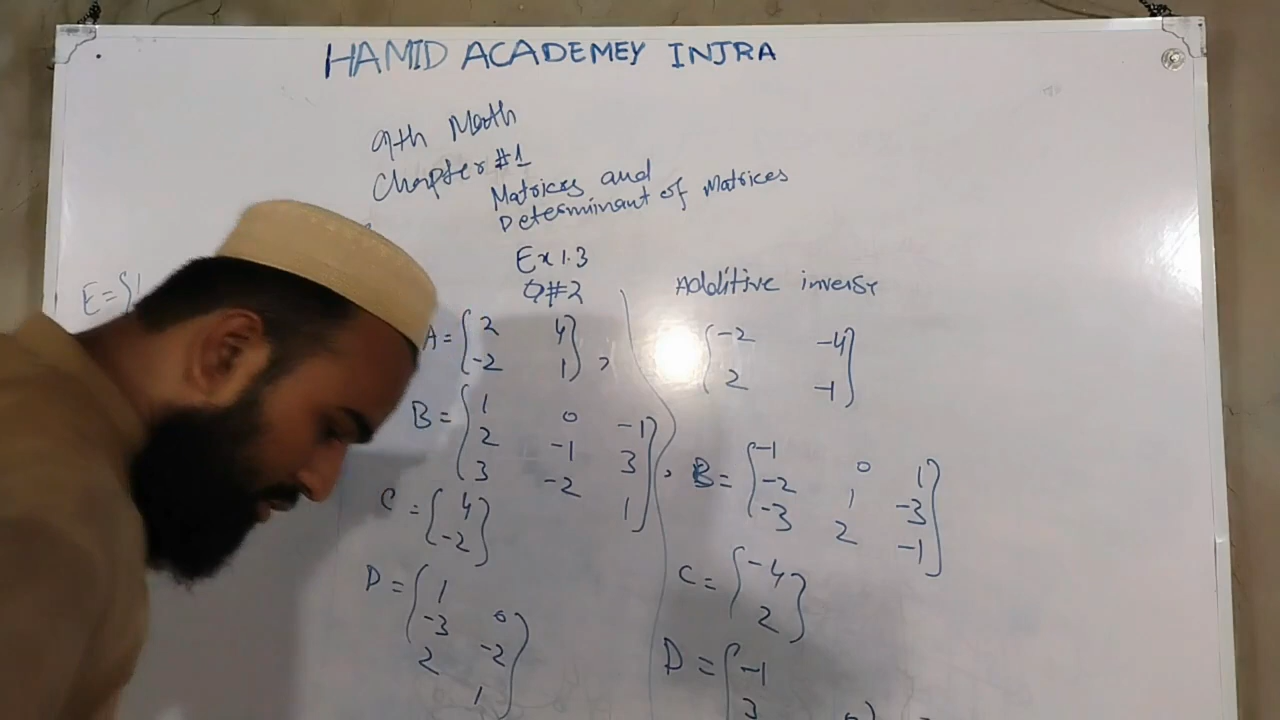 HAMID ACADEMEY INJRA
9th Math
Chapter #1
Matrices and
Determinant of Matrices
Ex 1.3
Q#2
Additive inverse
E = [1
A = [2 4
-2 1],
B = [1 0 -1
2 -1 3
3 -2 1],
C = [4
-2]
D = [1 0
-3 -2
2 1]
[-2 -4
2 -1]
B = [-1 0 1
-2 1 -3
-3 2 -1]
C = [-4
2]
D = [-1
3 0]